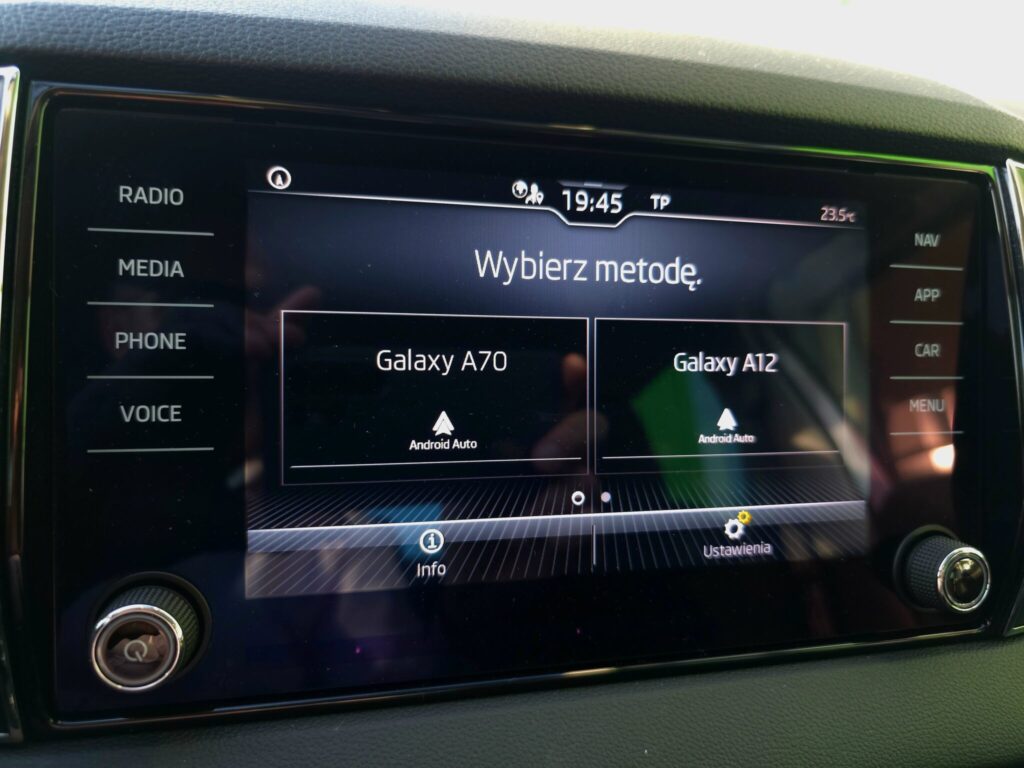 RADIO
MEDIA
PHONE
VOICE
19:45
TP
23.5°C
Wybierz metodę.
Galaxy A70
Android Auto
Galaxy A12
Android Auto
Info
Ustawienia
NAV
APP
CAR
MENU